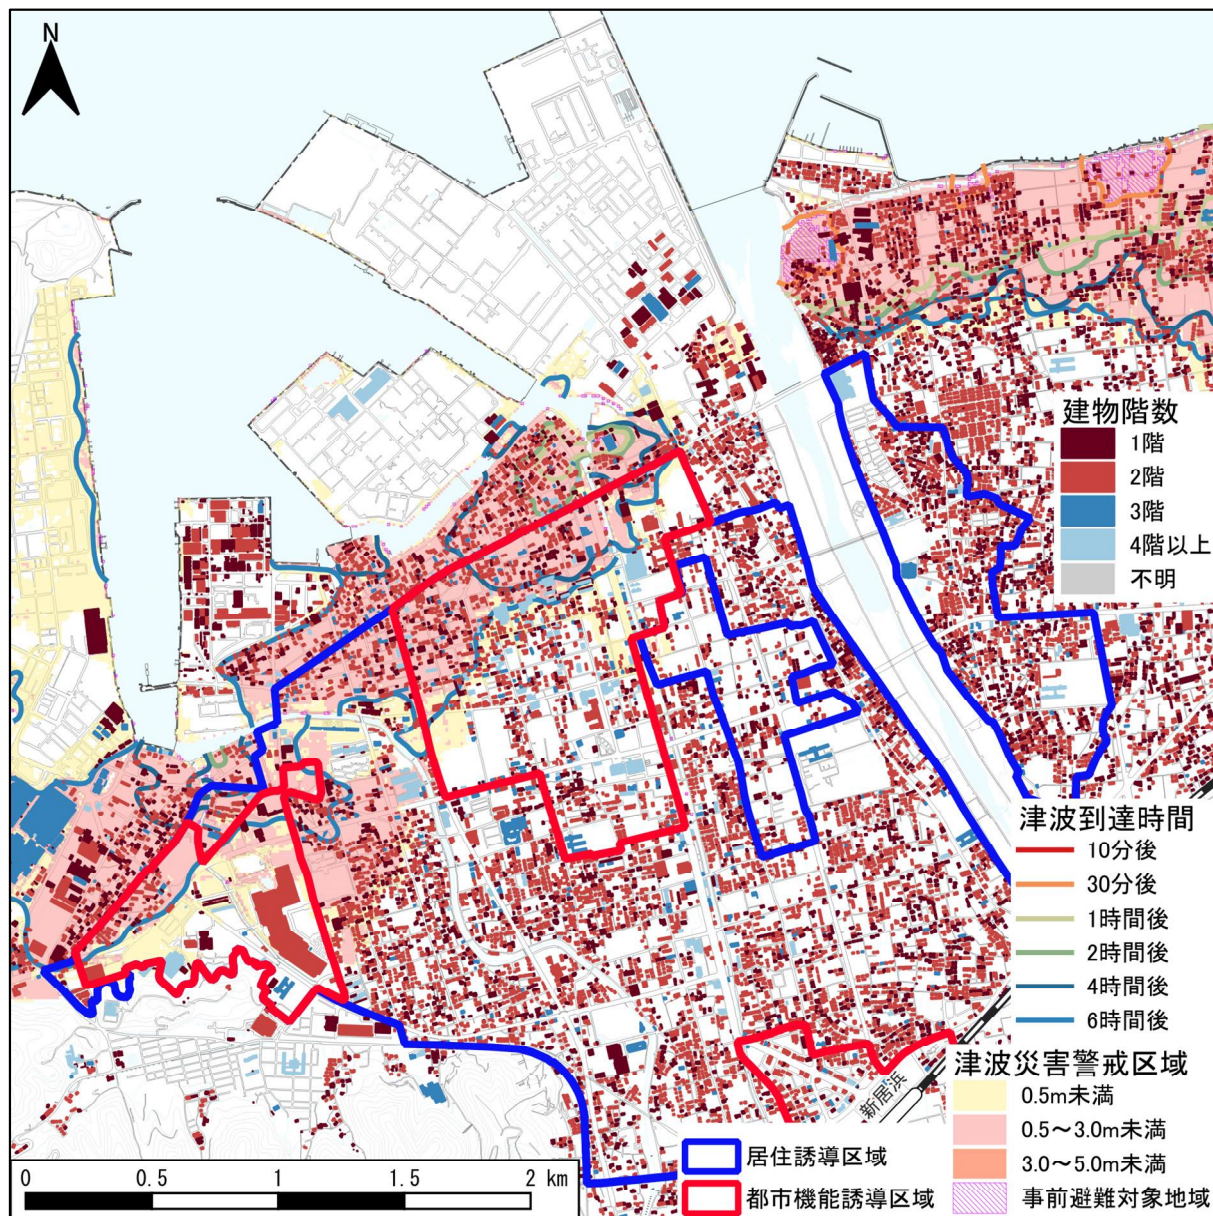 N
建物階数
1階
2階
3階
4階以上
不明
津波到達時間
10分後
30分後
1時間後
2時間後
4時間後
6時間後
新居浜
津波災害警戒区域
0.5m未満
0.5～3.0m未満
3.0～5.0m未満
事前避難対象地域
居住誘導区域
都市機能誘導区域
0 0.5 1 1.5 2 km